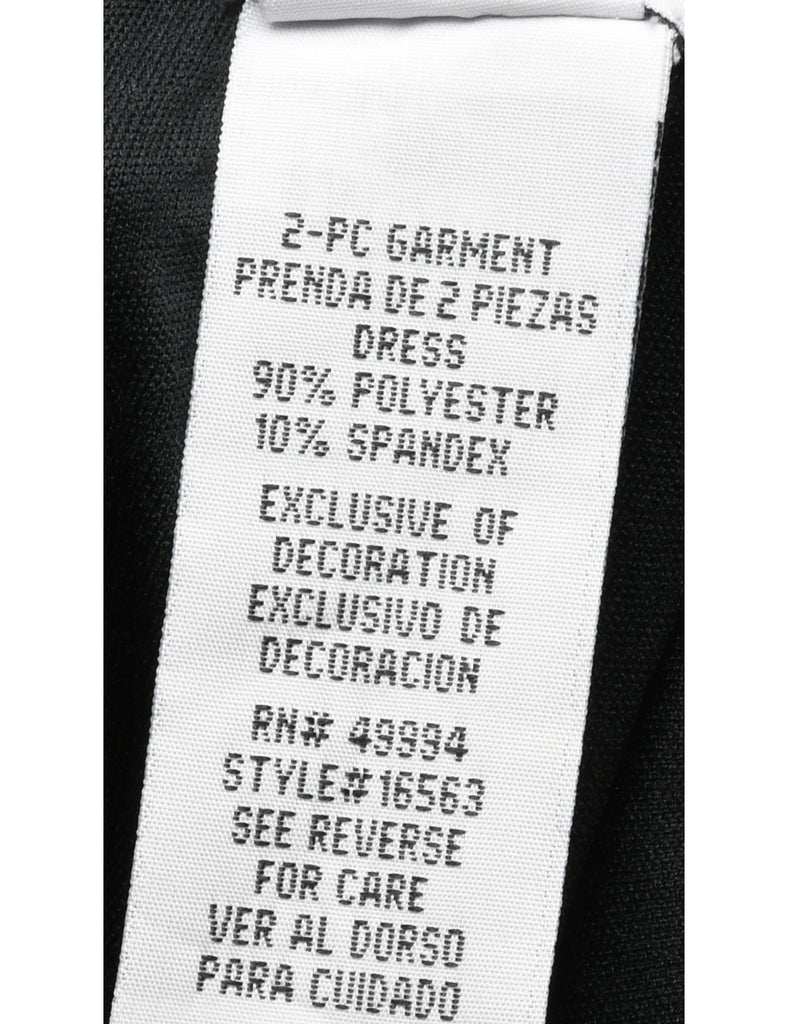 2-PC GARMENT
PRENDA DE 2 PIEZAS
DRESS
90% POLYESTER
10% SPANDEX
EXCLUSIVE OF
DECORATION
EXCLUSIVO DE
DECORACION
RN# 49994
STYLE#16563
SEE REVERSE
FOR CARE
VER AL DORSO
PARA CUIDADO